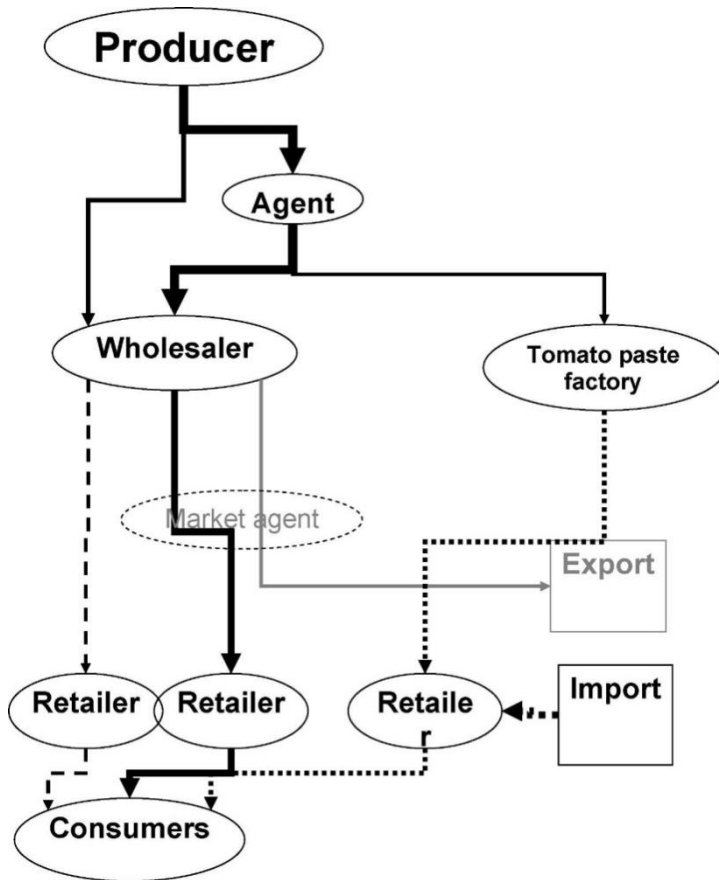 Producer
Agent
Wholesaler
Tomato paste
factory
Market agent
Export
Retailer
Retailer
Retaile
r
Import
Consumers